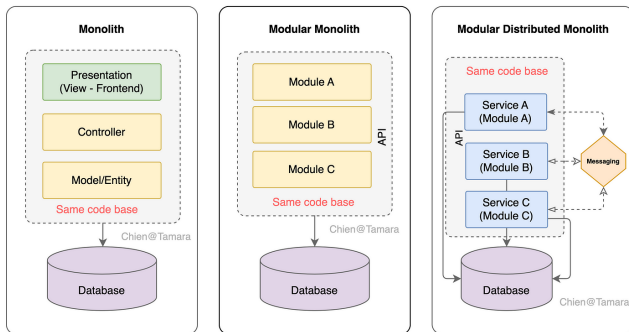 Monolith
Presentation
(View - Frontend)
Controller
Model/Entity
Same code base
Chien@Tamara
Database
Modular Monolith
Module A
Module B
Module C
API
Same code base
Chien@Tamara
Database
Modular Distributed Monolith
Same code base
Service A
(Module A)
API
Service B
(Module B)
Messaging
Service C
(Module C)
Database
Chien@Tamara